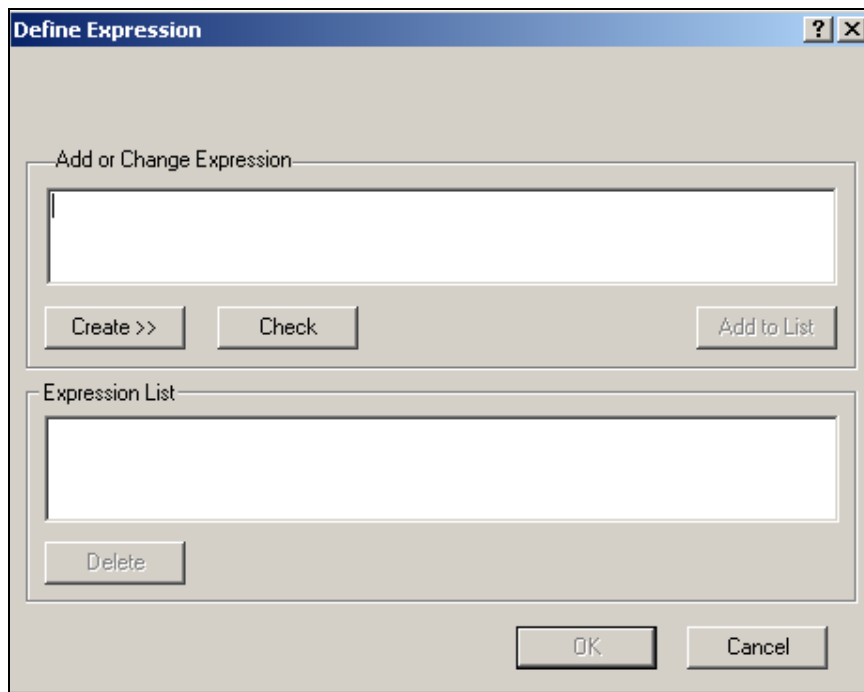 Define Expression
Add or Change Expression
Create >> Check Add to List
Expression List
Delete
OK Cancel